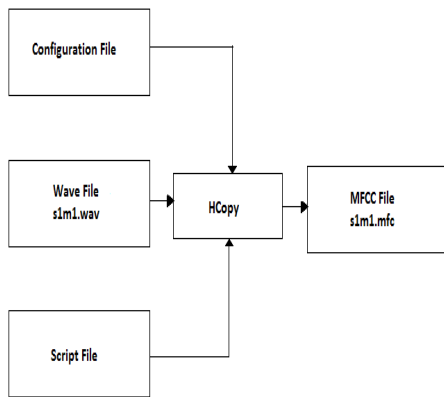 Configuration File
Wave File
s1m1.wav
HCopy
MFCC File
s1m1.mfc
Script File